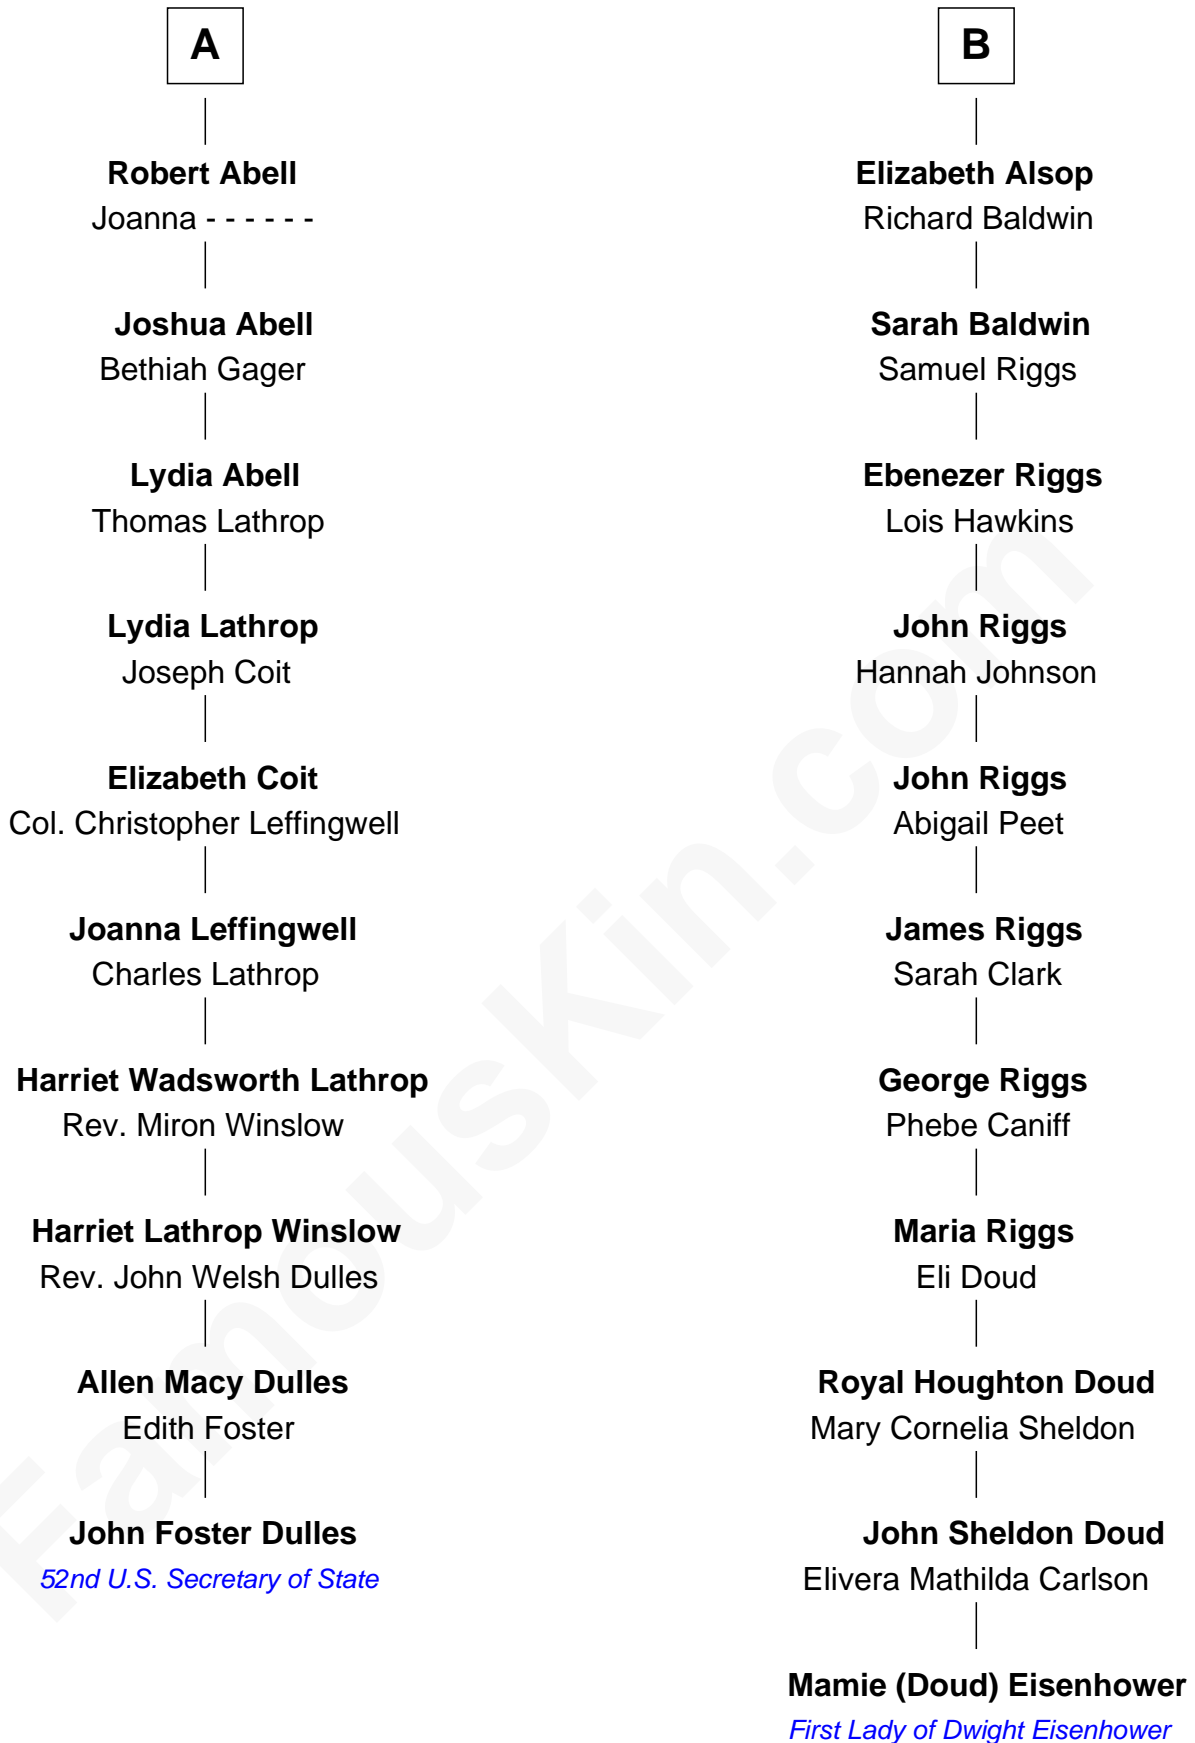 A
Robert Abell
Joanna - - - - - -
Joshua Abell
Bethiah Gager
Lydia Abell
Thomas Lathrop
Lydia Lathrop
Joseph Coit
Elizabeth Coit
Col. Christopher Leffingwell
Joanna Leffingwell
Charles Lathrop
Harriet Wadsworth Lathrop
Rev. Miron Winslow
Harriet Lathrop Winslow
Rev. John Welsh Dulles
Allen Macy Dulles
Edith Foster
John Foster Dulles
52nd U.S. Secretary of State
B
Elizabeth Alsop
Richard Baldwin
Sarah Baldwin
Samuel Riggs
Ebenezer Riggs
Lois Hawkins
John Riggs
Hannah Johnson
John Riggs
Abigail Peet
James Riggs
Sarah Clark
George Riggs
Phebe Caniff
Maria Riggs
Eli Doud
Royal Houghton Doud
Mary Cornelia Sheldon
John Sheldon Doud
Elivera Mathilda Carlson
Mamie (Doud) Eisenhower
First Lady of Dwight Eisenhower
FamousKin.com